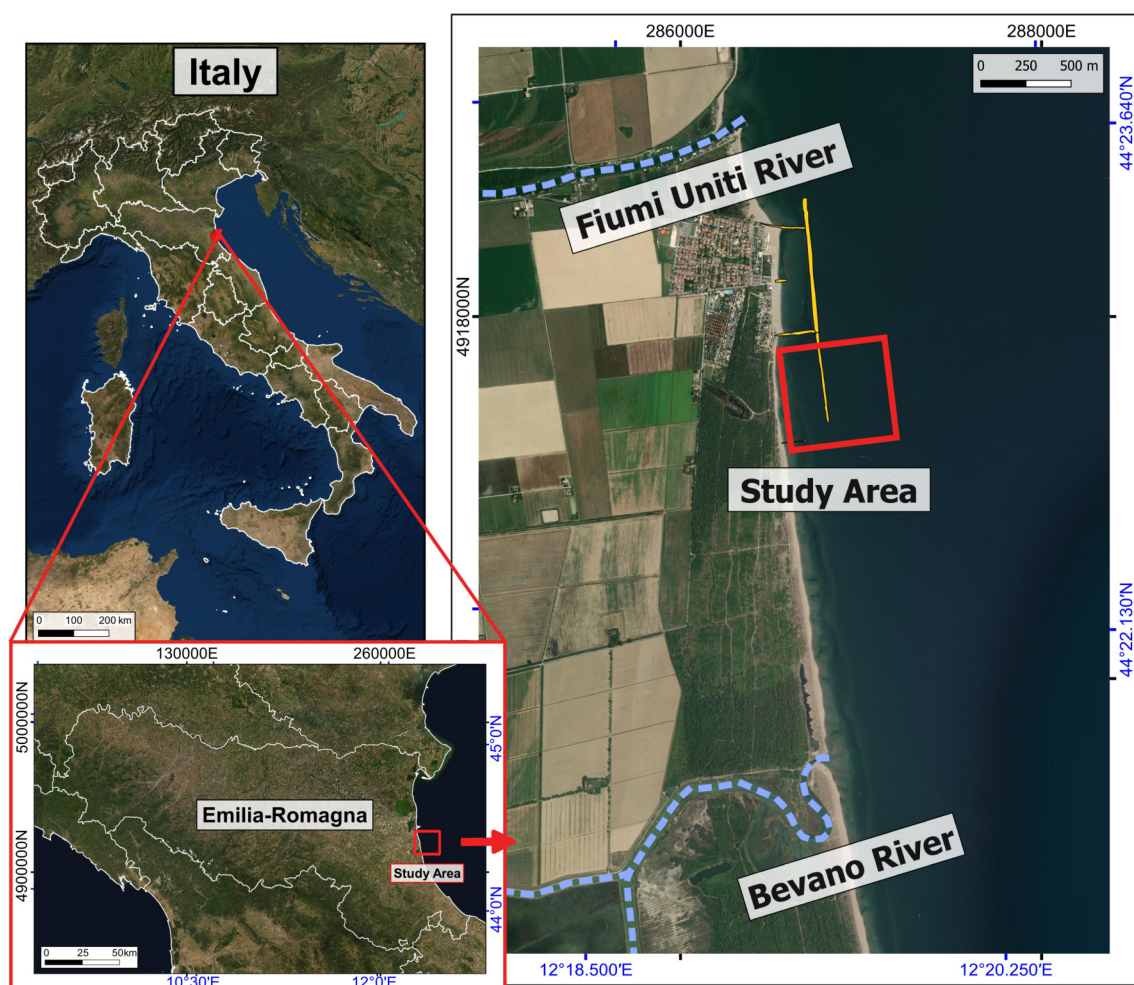 Italy
0 100 200 km
286000E 288000E
0 250 500 m
44°23.640'N
Fiumi Uniti River
4918000N
Study Area
44°22.130'N
Bevano River
12°18.500'E 12°20.250'E
130000E 260000E
5000000N
45°0'N
Emilia-Romagna
Study Area
4900000N
44°0'N
0 25 50km
10°30'E 12°0'E